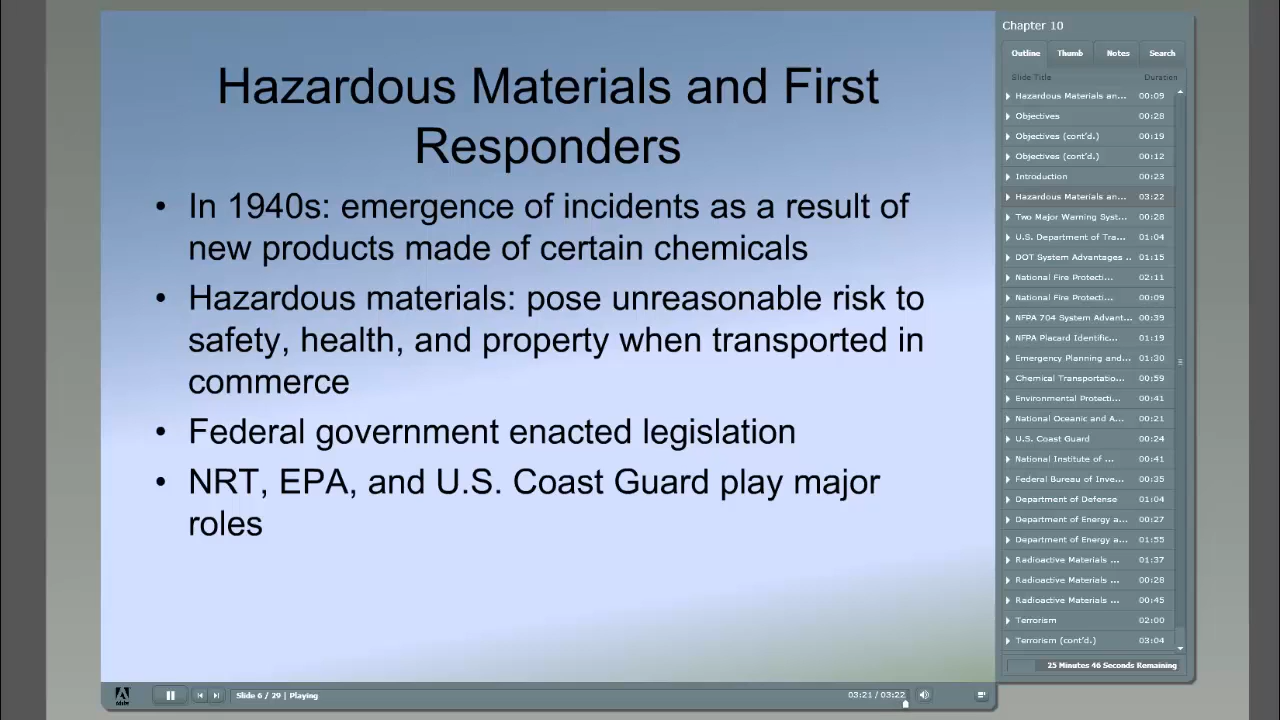 Hazardous Materials and First
Responders
• In 1940s: emergence of incidents as a result of
new products made of certain chemicals
• Hazardous materials: pose unreasonable risk to
safety, health, and property when transported in
commerce
• Federal government enacted legislation
• NRT, EPA, and U.S. Coast Guard play major
roles
Chapter 10
Outline Thumb Notes Search
Slide Title Duration
Hazardous Materials an... 00:09
Objectives 00:28
Objectives (cont'd.) 00:19
Objectives (cont'd.) 00:12
Introduction 00:23
Hazardous Materials an... 03:22
Two Major Warning Syst... 00:28
U.S. Department of Tra... 01:04
DOT System Advantages .. 01:15
National Fire Protecti... 02:11
National Fire Protecti... 00:09
NFPA 704 System Advant... 00:39
NFPA Placard Identific... 01:19
Emergency Planning and... 01:30
Chemical Transportatio... 00:59
Environmental Protecti... 00:41
National Oceanic and A... 00:21
U.S. Coast Guard 00:24
National Institute of ... 00:41
Federal Bureau of Inve... 00:35
Department of Defense 01:04
Department of Energy a... 00:27
Department of Energy a... 01:55
Radioactive Materials ... 01:37
Radioactive Materials ... 00:28
Radioactive Materials ... 00:45
Terrorism 02:00
Terrorism (cont'd.) 03:04
25 Minutes 46 Seconds Remaining
Adobe
Slide 6 / 29 | Playing
03:21 / 03:22